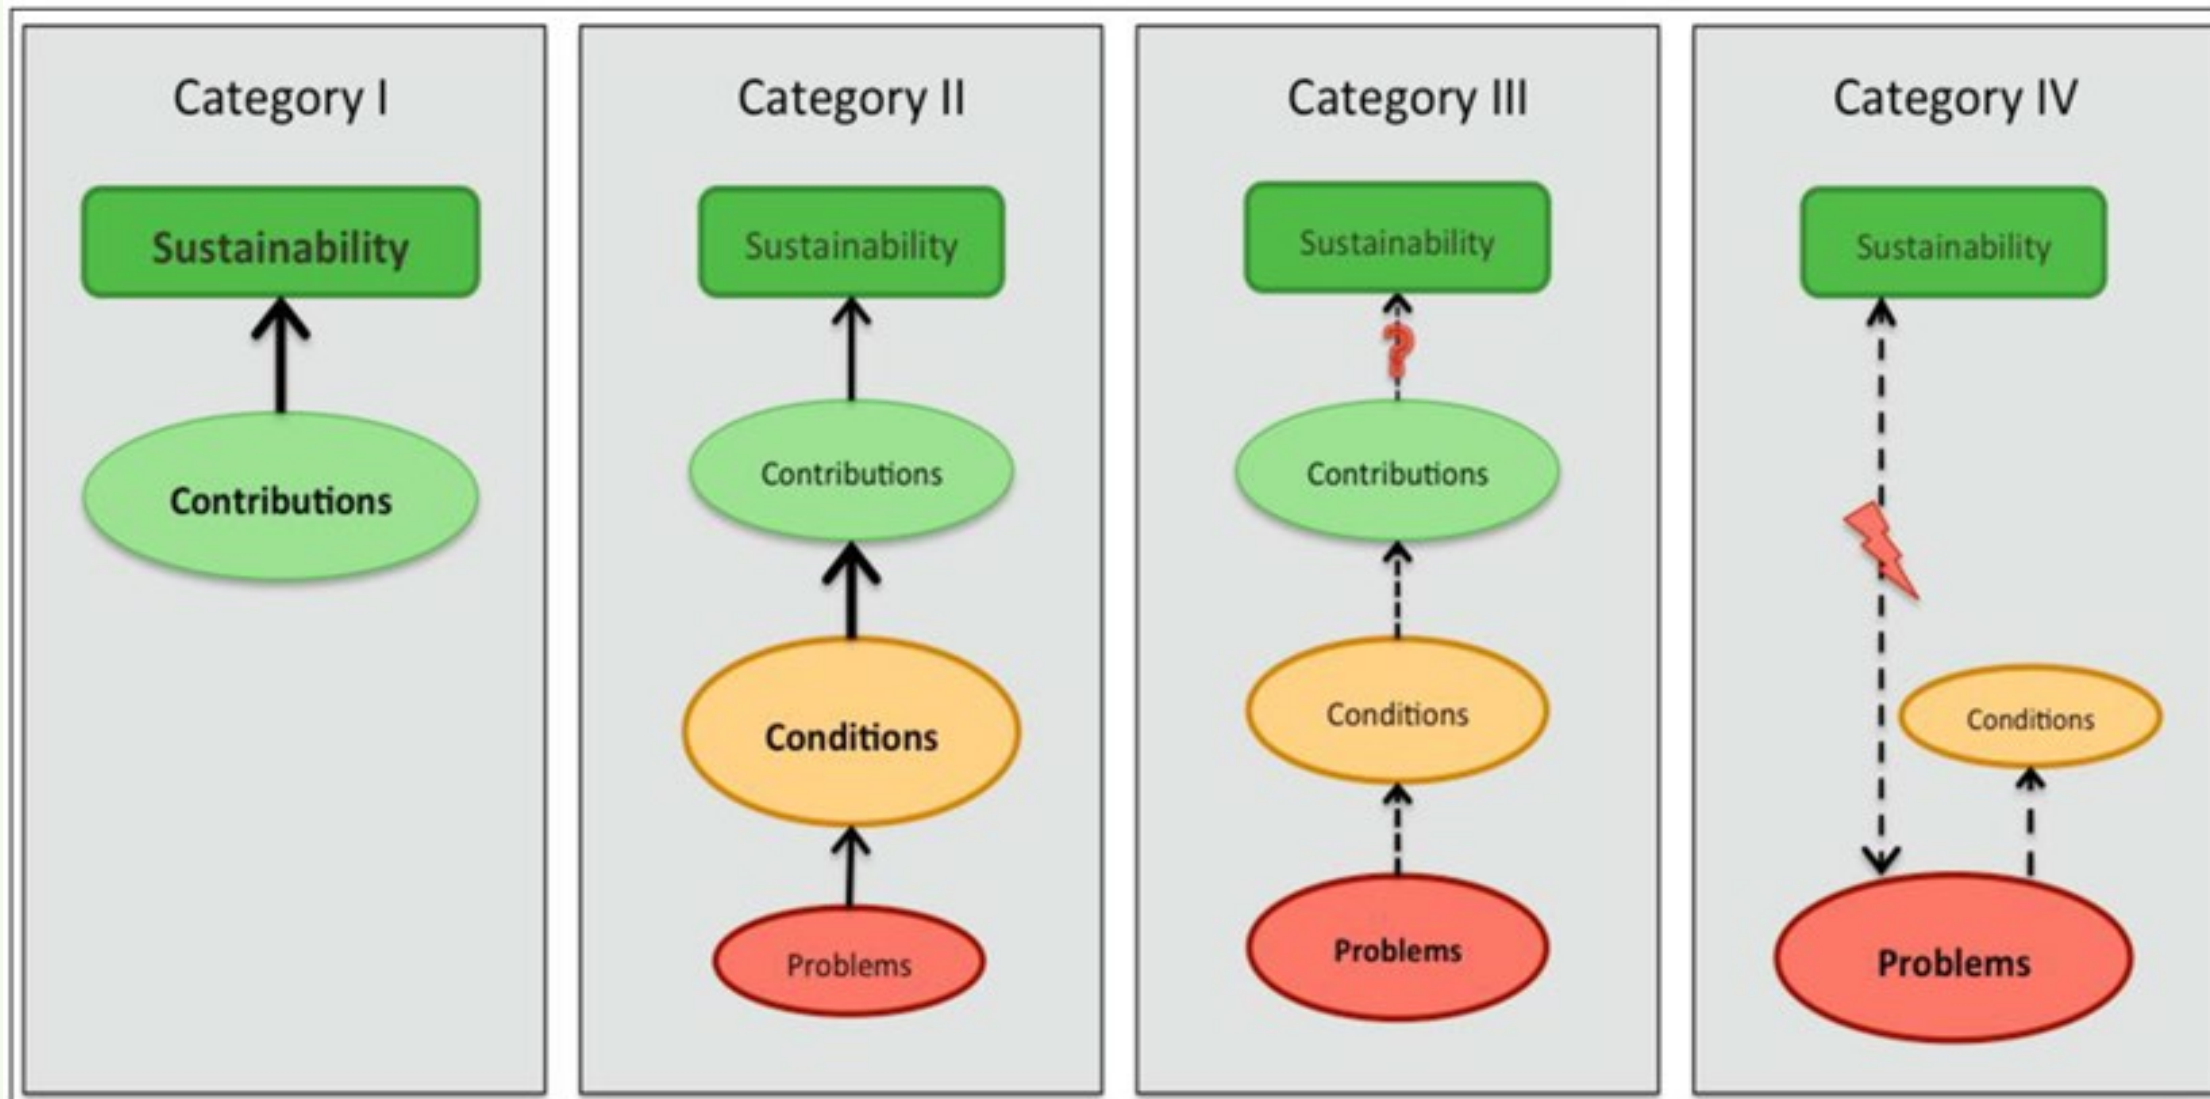 Category I
Sustainability
Contributions
Category II
Sustainability
Contributions
Conditions
Problems
Category III
Sustainability
?
Contributions
Conditions
Problems
Category IV
Sustainability
Conditions
Problems